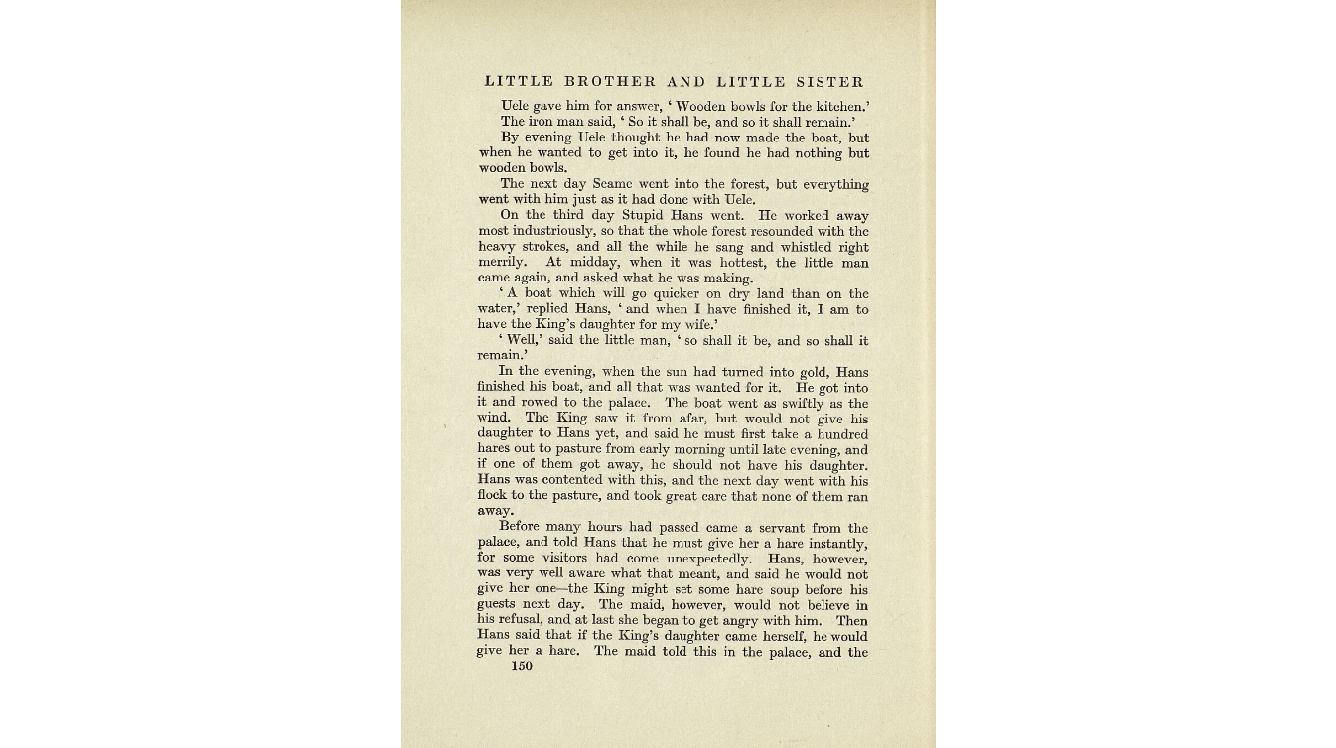 LITTLE BROTHER AND LITTLE SISTER
Uele gave him for answer, ‘ Wooden bowls for the kitchen.’
The iron man said, ‘ So it shall be, and so it shall remain.’
By evening Uele thought he had now made the boat, but
when he wanted to get into it, he found he had nothing but
wooden bowls.
The next day Seame went into the forest, but everything
went with him just as it had done with Uele.
On the third day Stupid Hans went. He worked away
most industriously, so that the whole forest resounded with the
heavy strokes, and all the while he sang and whistled right
merrily. At midday, when it was hottest, the little man
came again, and asked what he was making.
‘ A boat which will go quicker on dry land than on the
water,’ replied Hans, ‘ and when I have finished it, I am to
have the King’s daughter for my wife.’
‘ Well,’ said the little man, ‘ so shall it be, and so shall it
remain.’
In the evening, when the sun had turned into gold, Hans
finished his boat, and all that was wanted for it. He got into
it and rowed to the palace. The boat went as swiftly as the
wind. The King saw it from afar, but would not give his
daughter to Hans yet, and said he must first take a hundred
hares out to pasture from early morning until late evening, and
if one of them got away, he should not have his daughter.
Hans was contented with this, and the next day went with his
flock to the pasture, and took great care that none of them ran
away.
Before many hours had passed came a servant from the
palace, and told Hans that he must give her a hare instantly,
for some visitors had come unexpectedly. Hans, however,
was very well aware what that meant, and said he would not
give her one—the King might set some hare soup before his
guests next day. The maid, however, would not believe in
his refusal, and at last she began to get angry with him. Then
Hans said that if the King’s daughter came herself, he would
give her a hare. The maid told this in the palace, and the
150